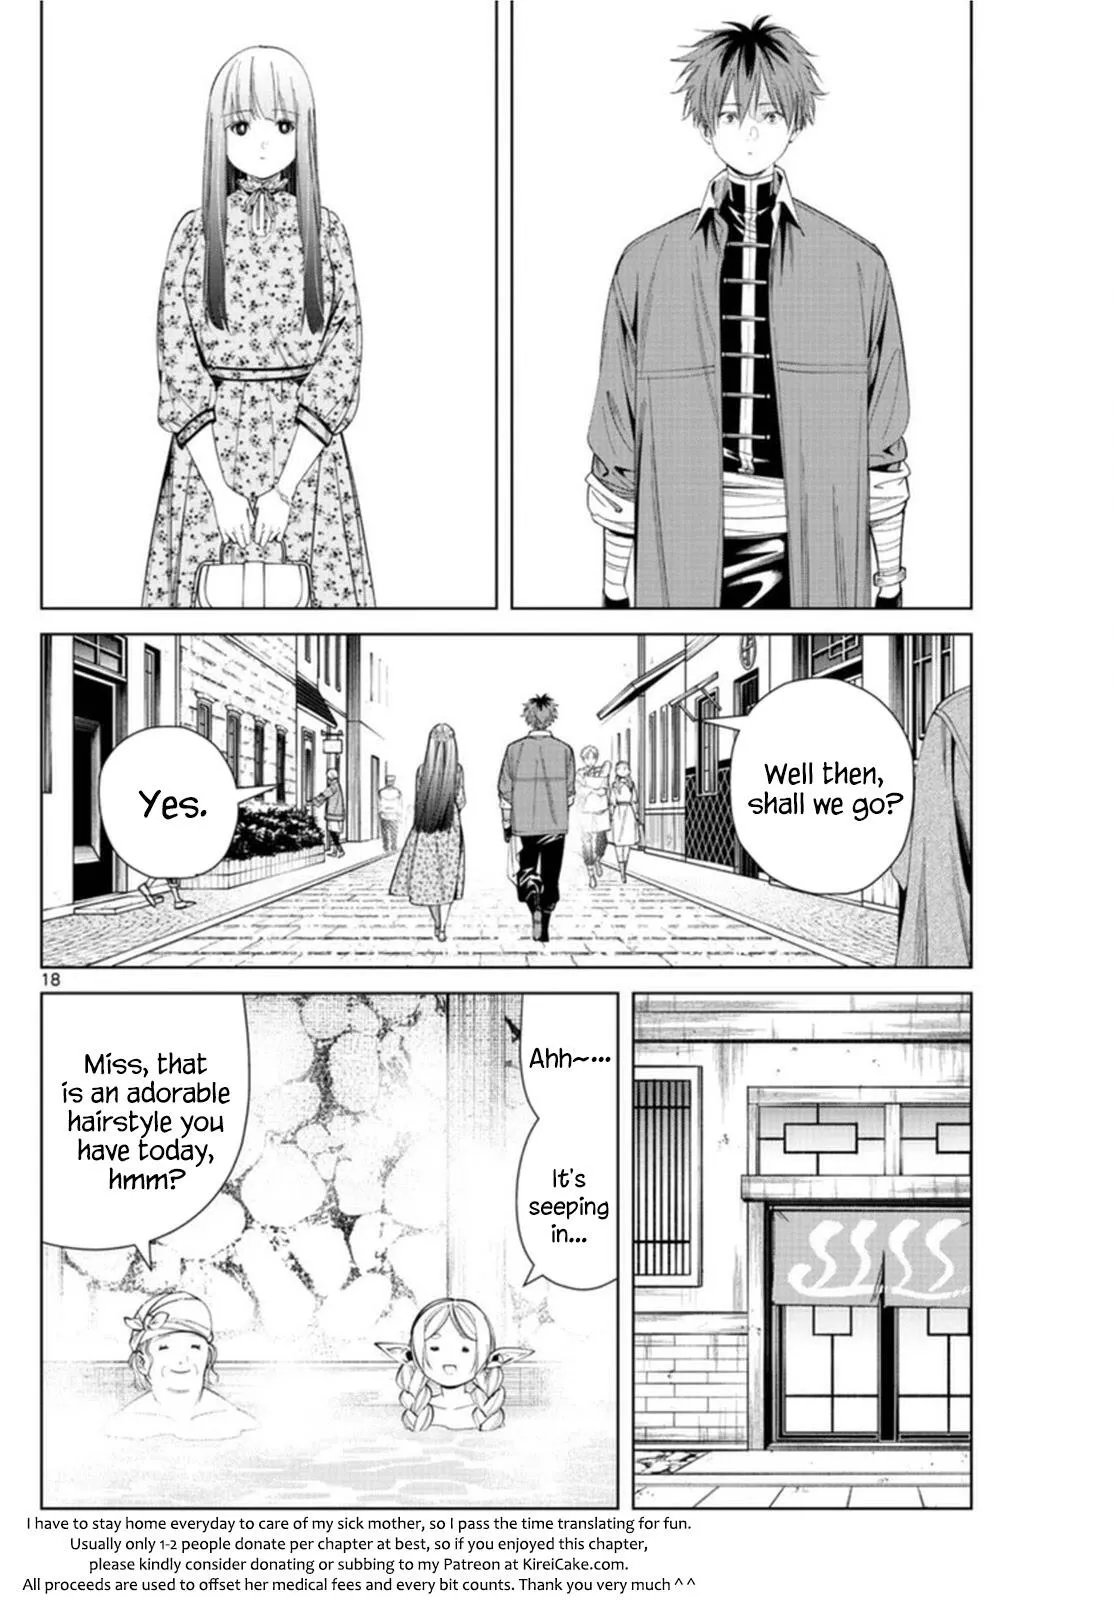 Well then,
shall we go?
Yes.
18
Ahh~...
It's
seeping
in...
Miss, that
is an adorable
hairstyle you
have today,
hmm?
I have to stay home everyday to care of my sick mother, so I pass the time translating for fun.
Usually only 1-2 people donate per chapter at best, so if you enjoyed this chapter,
please kindly consider donating or subbing to my Patreon at KireiCake.com.
All proceeds are used to offset her medical fees and every bit counts. Thank you very much ^ ^